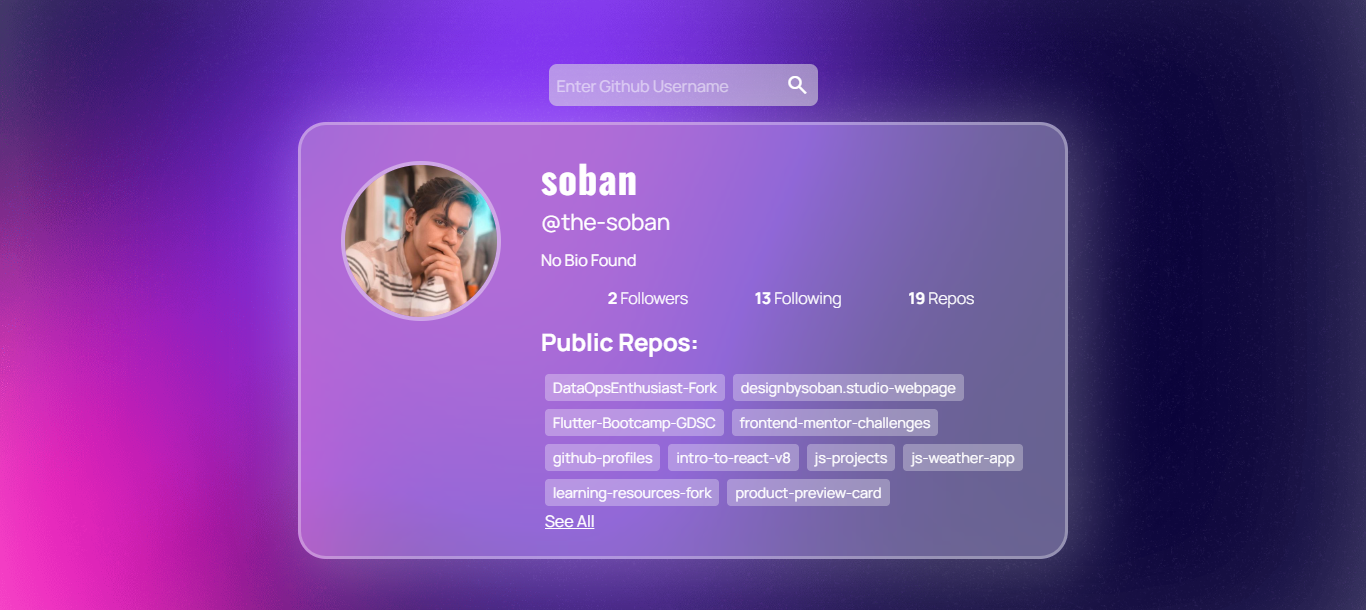 Enter Github Username
soban
@the-soban
No Bio Found
2 Followers 13 Following 19 Repos
Public Repos:
DataOpsEnthusiast-Fork designbysoban.studio-webpage
Flutter-Bootcamp-GDSC frontend-mentor-challenges
github-profiles intro-to-react-v8 js-projects js-weather-app
learning-resources-fork product-preview-card
See All